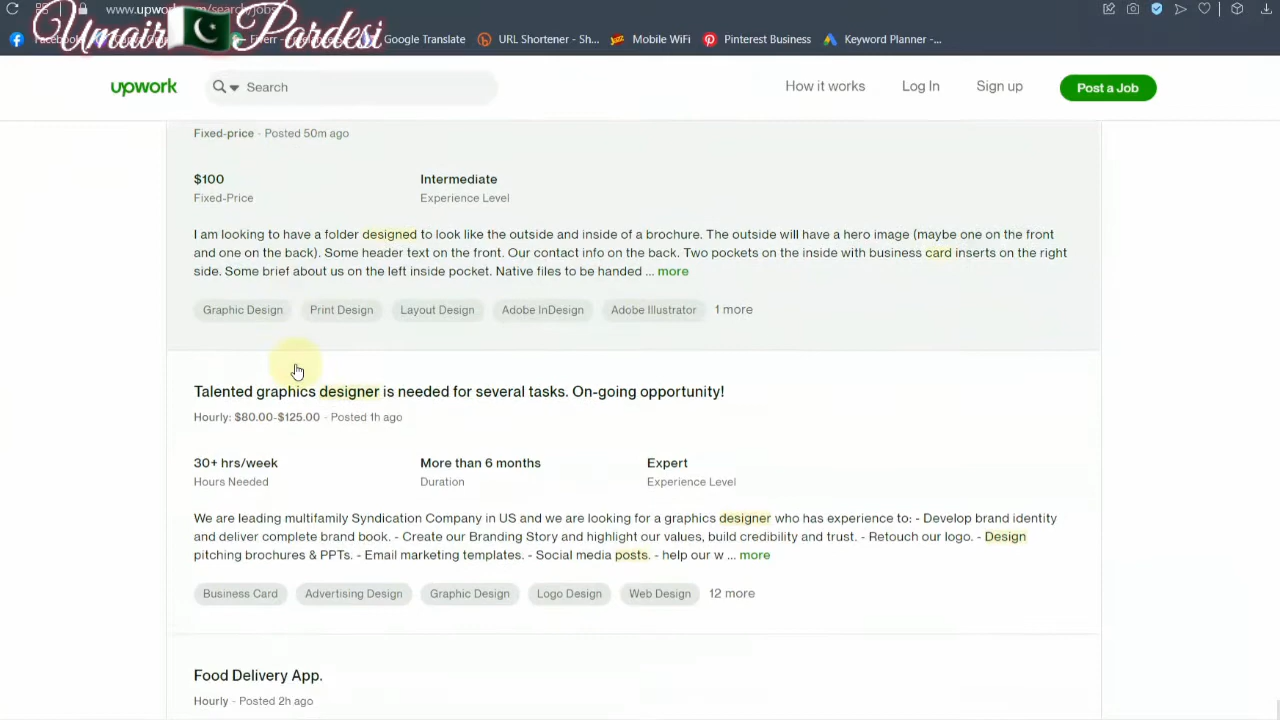 www.upwork.com/search/jobs
Umair Pardesi
Facebook
Fiverr
Google Translate
URL Shortener - Sh...
Mobile WiFi
Pinterest Business
Keyword Planner -...
upwork
Search
How it works
Log In
Sign up
Post a Job
Fixed-price - Posted 50m ago
$100
Intermediate
Fixed-Price
Experience Level
I am looking to have a folder designed to look like the outside and inside of a brochure. The outside will have a hero image (maybe one on the front
and one on the back). Some header text on the front. Our contact info on the back. Two pockets on the inside with business card inserts on the right
side. Some brief about us on the left inside pocket. Native files to be handed ... more
Graphic Design
Print Design
Layout Design
Adobe InDesign
Adobe Illustrator
1 more
Talented graphics designer is needed for several tasks. On-going opportunity!
Hourly: $80.00-$125.00 - Posted 1h ago
30+ hrs/week
More than 6 months
Expert
Hours Needed
Duration
Experience Level
We are leading multifamily Syndication Company in US and we are looking for a graphics designer who has experience to: - Develop brand identity
and deliver complete brand book. - Create our Branding Story and highlight our values, build credibility and trust. - Retouch our logo. - Design
pitching brochures & PPTs. - Email marketing templates. - Social media posts. - help our w ... more
Business Card
Advertising Design
Graphic Design
Logo Design
Web Design
12 more
Food Delivery App.
Hourly - Posted 2h ago